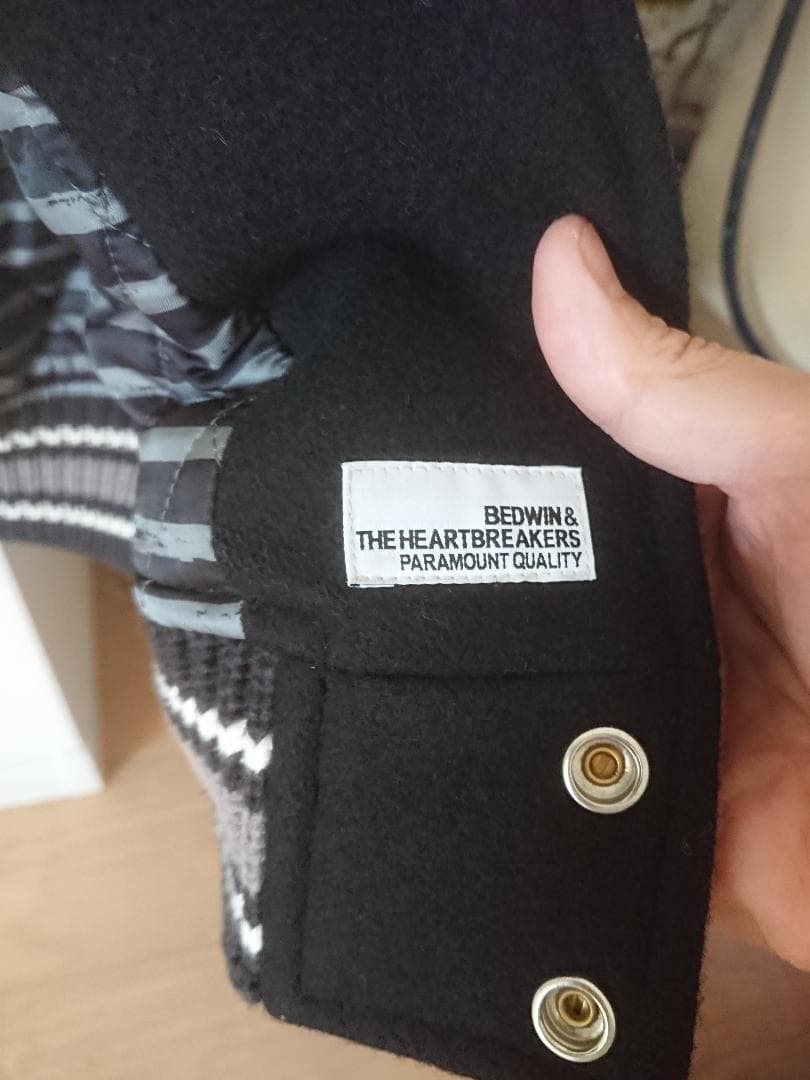 BEDWIN &
THE HEARTBREAKERS
PARAMOUNT QUALITY